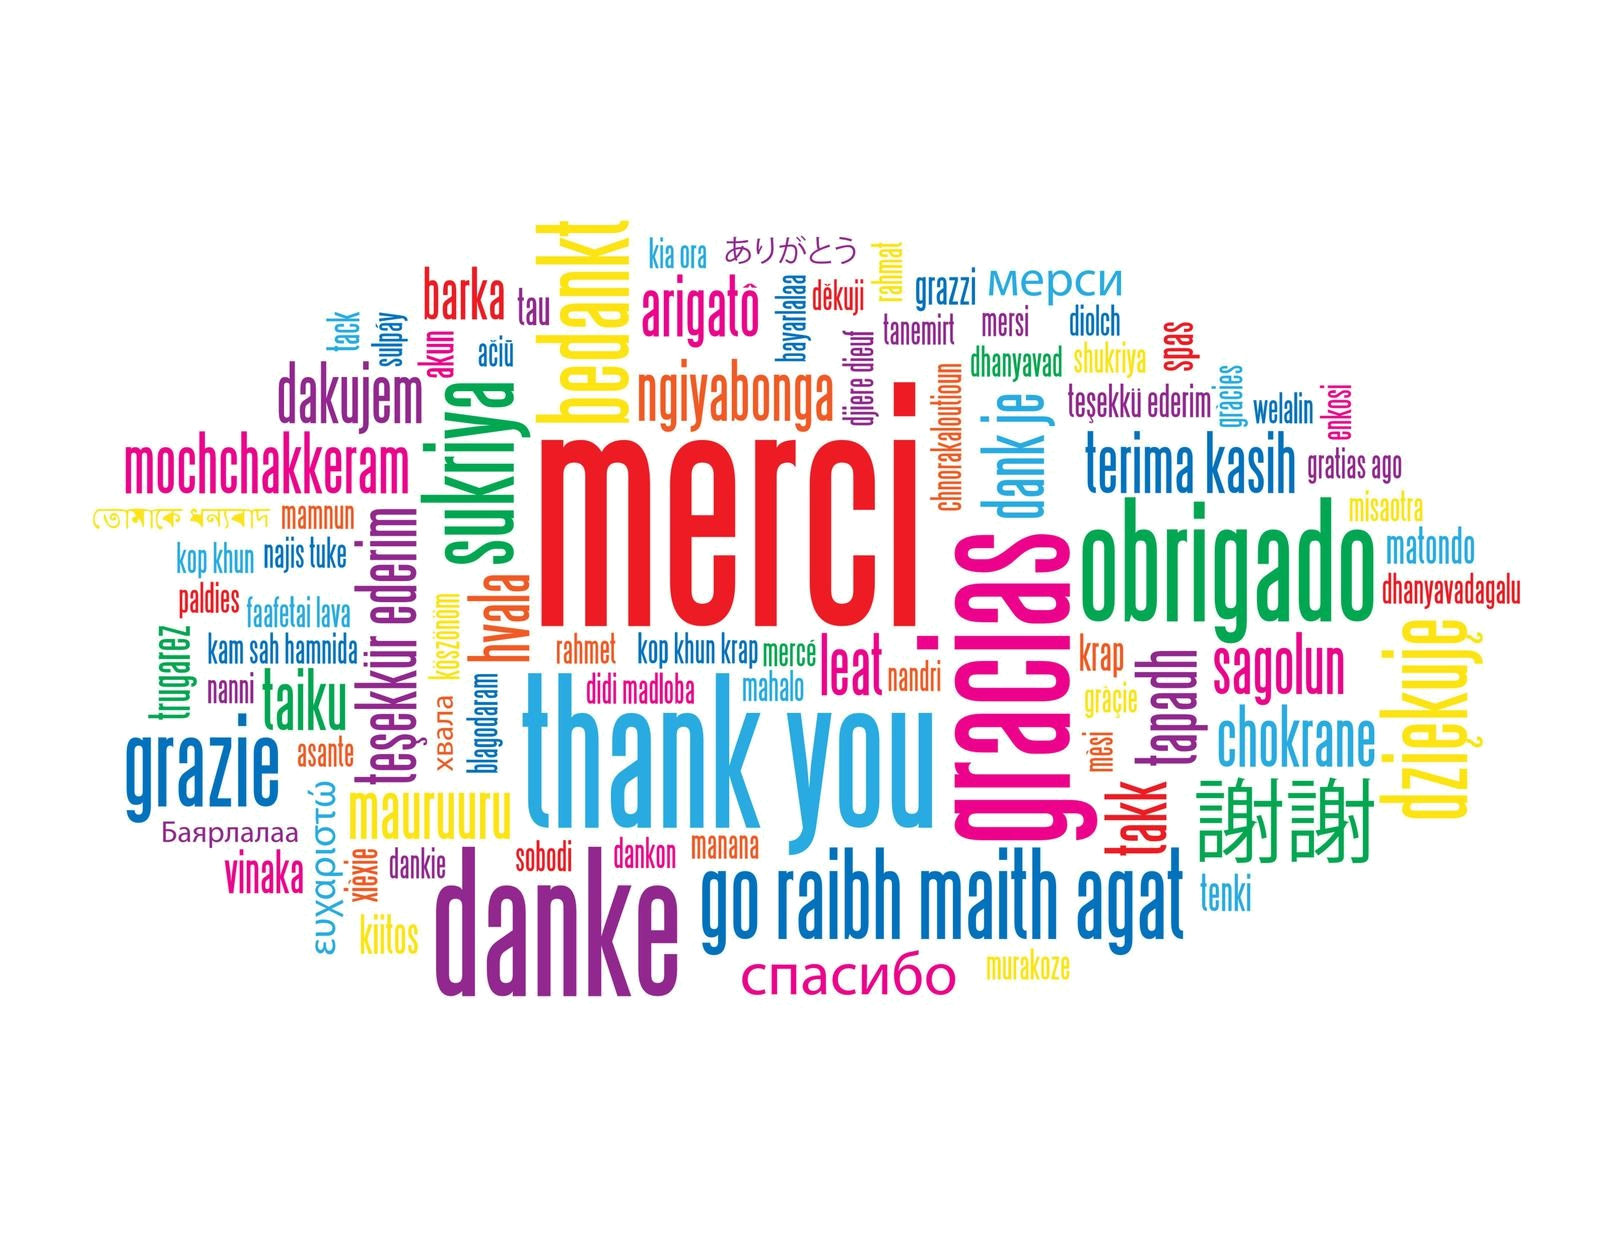 bedankt
kia ora
ありがとう
rahmat
barka
tau
arigatô
bayarlalaa
děkuji
grazzi
мерси
tack
sulpáy
akun
ačiū
djiere dieuf
tanemirt
mersi
diolch
spas
dakujem
sukriya
ngiyabonga
chnorakaloutioun
dhanyavad
shukriya
dank je
teşekkü ederim
gràcies
welalin
enkosi
mochchakkeram
merci
terima kasih
gratias ago
তোমাকে ধন্যবাদ
mamnun
teşekkür ederim
gracias
obrigado
misaotra
kop khun
najis tuke
matondo
paldies
faafetai lava
köszönöm
hvala
dhanyavadagalu
trugarez
kam sah hamnida
rahmet
kop khun krap
mercé
leat
nandri
krap
tapadh
sagolun
dziękuję
nanni
taiku
хвала
blagodaram
didi madloba
mahalo
gràçie
grazie
asante
thank you
mèsi
chokrane
ευχαριστώ
mauruuru
takk
謝謝
Баярлалаа
vinaka
xièxie
dankie
sobodi
dankon
manana
kiitos
danke
go raibh maith agat
tenki
спасибо
murakoze